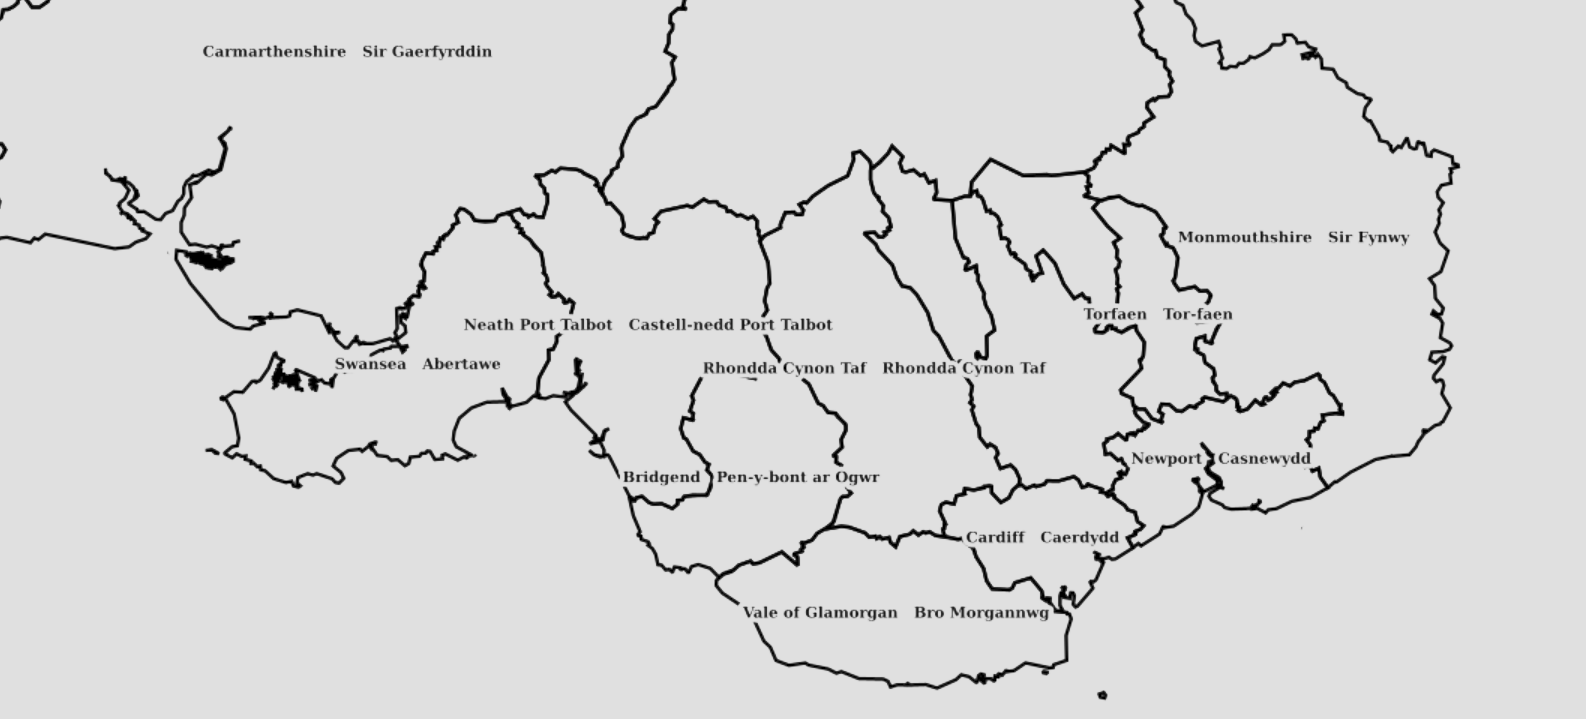 Carmarthenshire Sir Gaerfyrddin
Monmouthshire Sir Fynwy
Torfaen Tor-faen
Neath Port Talbot Castell-nedd Port Talbot
Swansea Abertawe
Rhondda Cynon Taf Rhondda Cynon Taf
Newport Casnewydd
Bridgend Pen-y-bont ar Ogwr
Cardiff Caerdydd
Vale of Glamorgan Bro Morgannwg